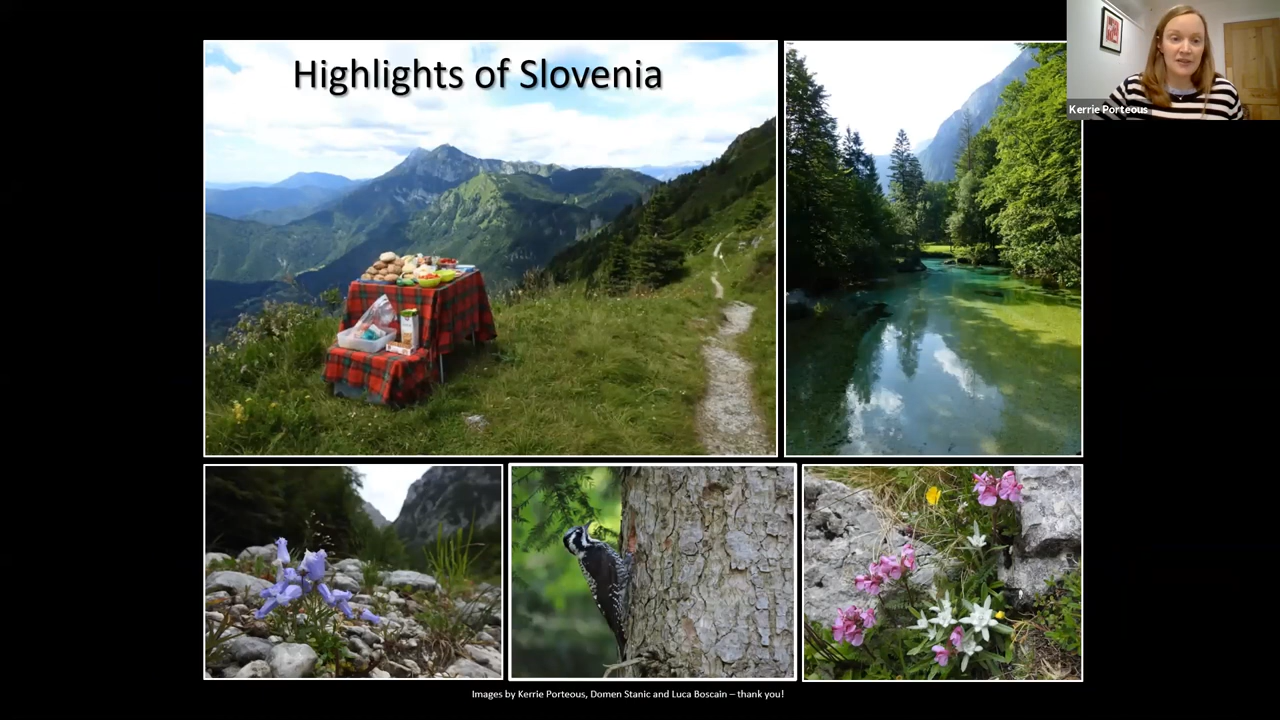 Highlights of Slovenia
Kerrie Porteous
Images by Kerrie Porteous, Domen Stanic and Luca Boscain – thank you!